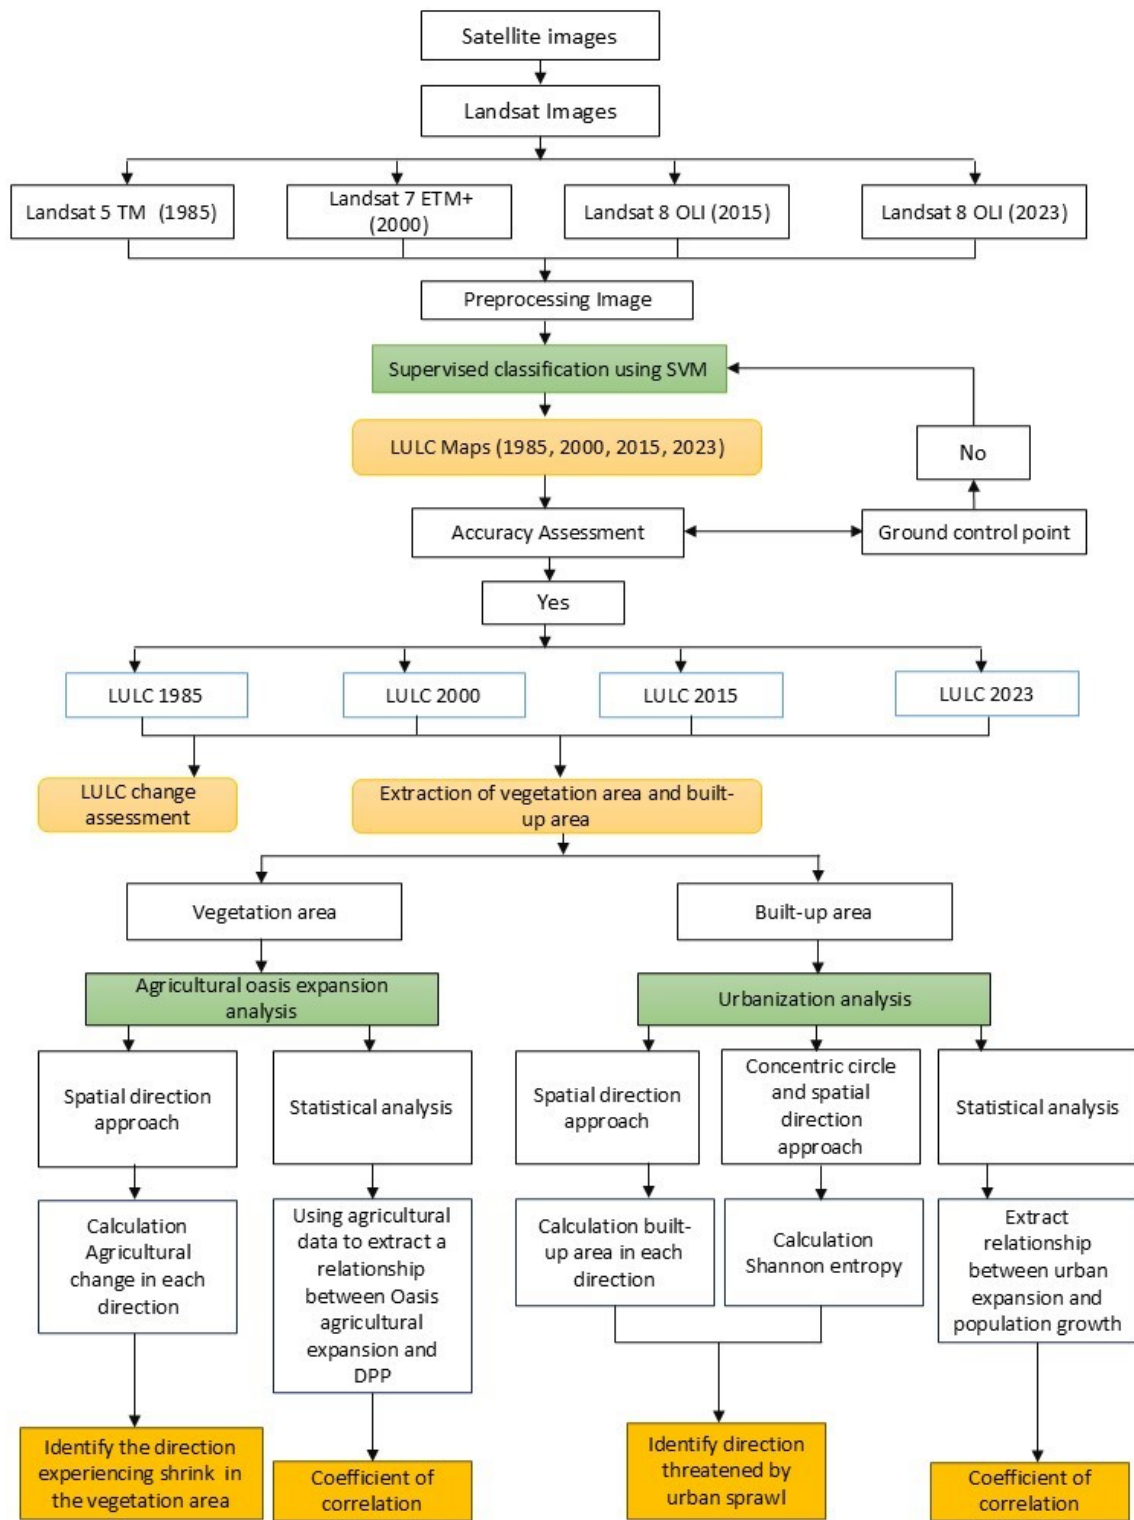 Satellite images
Landsat Images
Landsat 5 TM (1985)
Landsat 7 ETM+
(2000)
Landsat 8 OLI (2015)
Landsat 8 OLI (2023)
Preprocessing Image
Supervised classification using SVM
LULC Maps (1985, 2000, 2015, 2023)
No
Accuracy Assessment
Ground control point
Yes
LULC 1985
LULC 2000
LULC 2015
LULC 2023
LULC change
assessment
Extraction of vegetation area and built-
up area
Vegetation area
Built-up area
Agricultural oasis expansion
analysis
Urbanization analysis
Spatial direction
approach
Statistical analysis
Spatial direction
approach
Concentric circle
and spatial
direction
approach
Statistical analysis
Calculation
Agricultural
change in each
direction
Using agricultural
data to extract a
relationship
between Oasis
agricultural
expansion and
DPP
Calculation built-
up area in each
direction
Calculation
Shannon entropy
Extract
relationship
between urban
expansion and
population growth
Identify the direction
experiencing shrink in
the vegetation area
Coefficient of
correlation
Identify direction
threatened by
urban sprawl
Coefficient of
correlation